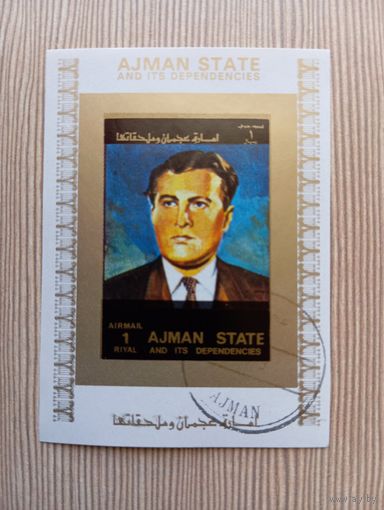 AJMAN STATE
AND ITS DEPENDENCIES
١
امارة عجمان وملحقاتها
AIRMAIL
1
RIYAL
AJMAN STATE
AND ITS DEPENDENCIES
AJMAN
امارة عجمان وملحقاتها
www.ay.by